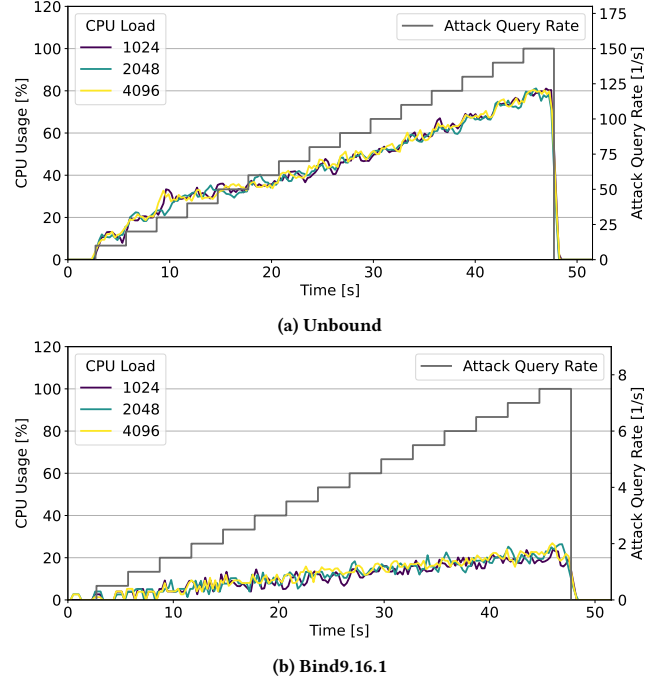 CPU Load
1024
2048
4096
Attack Query Rate
120
100
80
60
40
20
0
CPU Usage [%]
175
150
125
100
75
50
25
0
Attack Query Rate [1/s]
0 10 20 30 40 50
Time [s]
(a) Unbound
CPU Load
1024
2048
4096
Attack Query Rate
120
100
80
60
40
20
0
CPU Usage [%]
8
6
4
2
0
Attack Query Rate [1/s]
0 10 20 30 40 50
Time [s]
(b) Bind9.16.1